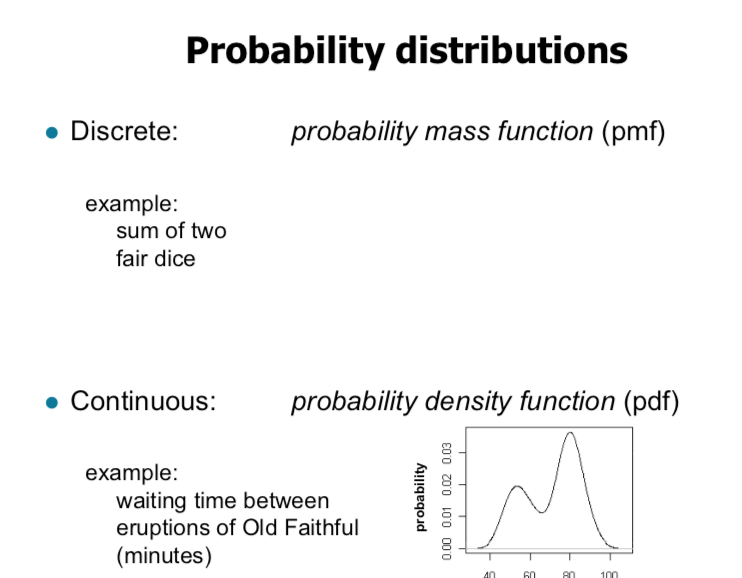 Probability distributions
● Discrete: probability mass function (pmf)
example:
sum of two
fair dice
● Continuous: probability density function (pdf)
example:
waiting time between
eruptions of Old Faithful
(minutes)
probability
0.03
0.02
0.01
0.00
40 60 80 100